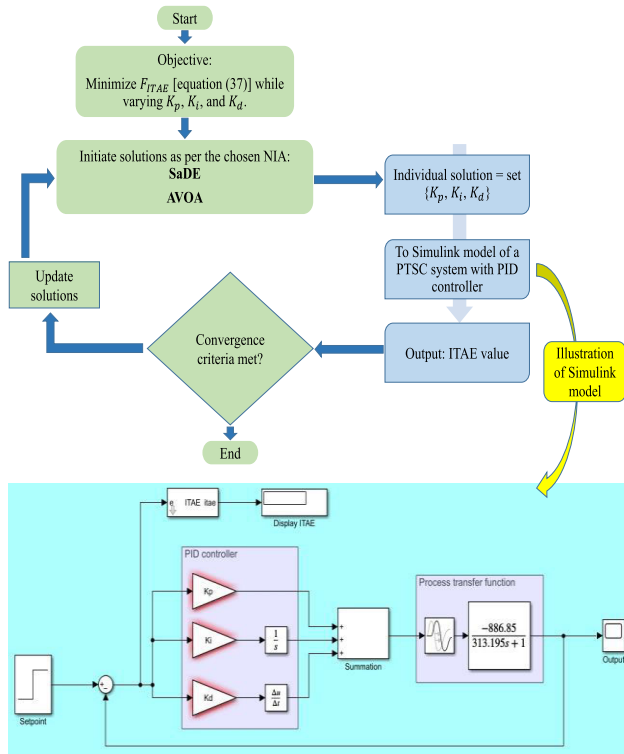 Start
Objective:
Minimize F_ITAE [equation (37)] while
varying K_p, K_i, and K_d.
Initiate solutions as per the chosen NIA:
SaDE
AVOA
Individual solution = set
{K_p, K_i, K_d}
To Simulink model of a
PTSC system with PID
controller
Update
solutions
Convergence
criteria met?
Output: ITAE value
Illustration
of Simulink
model
End
e ITAE itae
Display ITAE
PID controller
Kp
Ki
1
s
Kd
Δu
Δt
+
+
+
Summation
Process transfer function
-886.85
313.195s + 1
Output
Setpoint
+
−